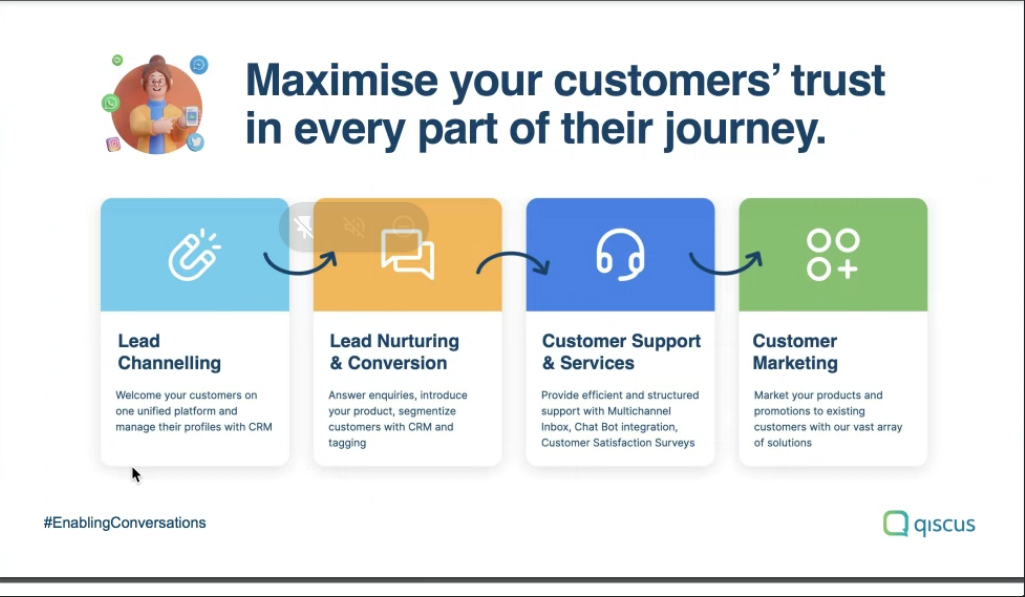 Maximise your customers’ trust
in every part of their journey.
Lead
Channelling
Welcome your customers on
one unified platform and
manage their profiles with CRM
Lead Nurturing
& Conversion
Answer enquiries, introduce
your product, segmentize
customers with CRM and
tagging
Customer Support
& Services
Provide efficient and structured
support with Multichannel
Inbox, Chat Bot integration,
Customer Satisfaction Surveys
Customer
Marketing
Market your products and
promotions to existing
customers with our vast array
of solutions
#EnablingConversations
qiscus